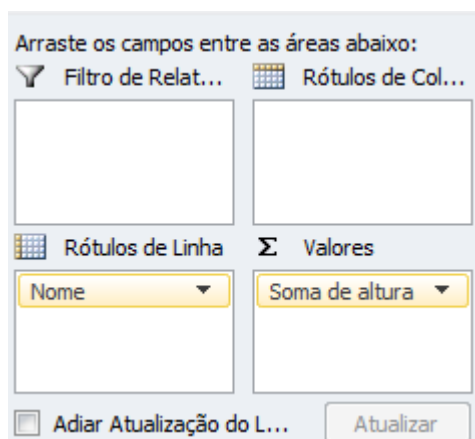 Arraste os campos entre as áreas abaixo:
Filtro de Relat...
Rótulos de Col...
Rótulos de Linha
Σ Valores
Nome
Soma de altura
Adiar Atualização do L...
Atualizar